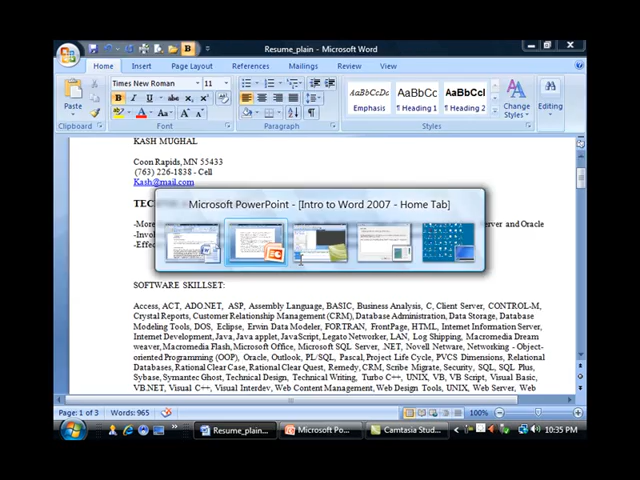 Resume_plain - Microsoft Word
Home Insert Page Layout References Mailings Review View
Paste
Clipboard
Times New Roman 11
Font
Paragraph
AaBbCcDc AaBbCc AaBbCcl
Emphasis ¶ Heading 1 ¶ Heading 2
Change Styles
Styles
Editing
KASH MUGHAL
Coon Rapids, MN 55433
(763) 226-1838 - Cell
Kash@mail.com
Microsoft PowerPoint - [Intro to Word 2007 - Home Tab]
-More
erver and Oracle
-Effec
SOFTWARE SKILLSET:
Access, ACT, ADO.NET, ASP, Assembly Language, BASIC, Business Analysis, C, Client Server, CONTROL-M,
Crystal Reports, Customer Relationship Management (CRM), Database Administration, Data Storage, Database
Modeling Tools, DOS, Eclipse, Erwin Data Modeler, FORTRAN, FrontPage, HTML, Internet Information Server,
Internet Development, Java, Java applet, JavaScript, Legato Networker, LAN, Log Shipping, Macromedia Dream
weaver, Macromedia Flash, Microsoft Office, Microsoft SQL Server, .NET, Novell Network, Networking - Object-
oriented Programming (OOP), Oracle, Outlook, PL/SQL, Pascal, Project Life Cycle, PVCS Dimensions, Relational
Databases, Rational Clear Case, Rational Clear Quest, Remedy, CRM, Scribe Migrate, Security, SQL, SQL Plus,
Sybase, Symantec Ghost, Technical Design, Technical Writing, Turbo C++, UNIX, VB, VB Script, Visual Basic,
VB.NET, Visual C++, Visual Interdev, Web Content Management, Web Design Tools, UNIX, Web Server, Web
Page: 1 of 3 Words: 965 100%
Resume_plain... Microsoft Po... Camtasia Stud... 10:35 PM